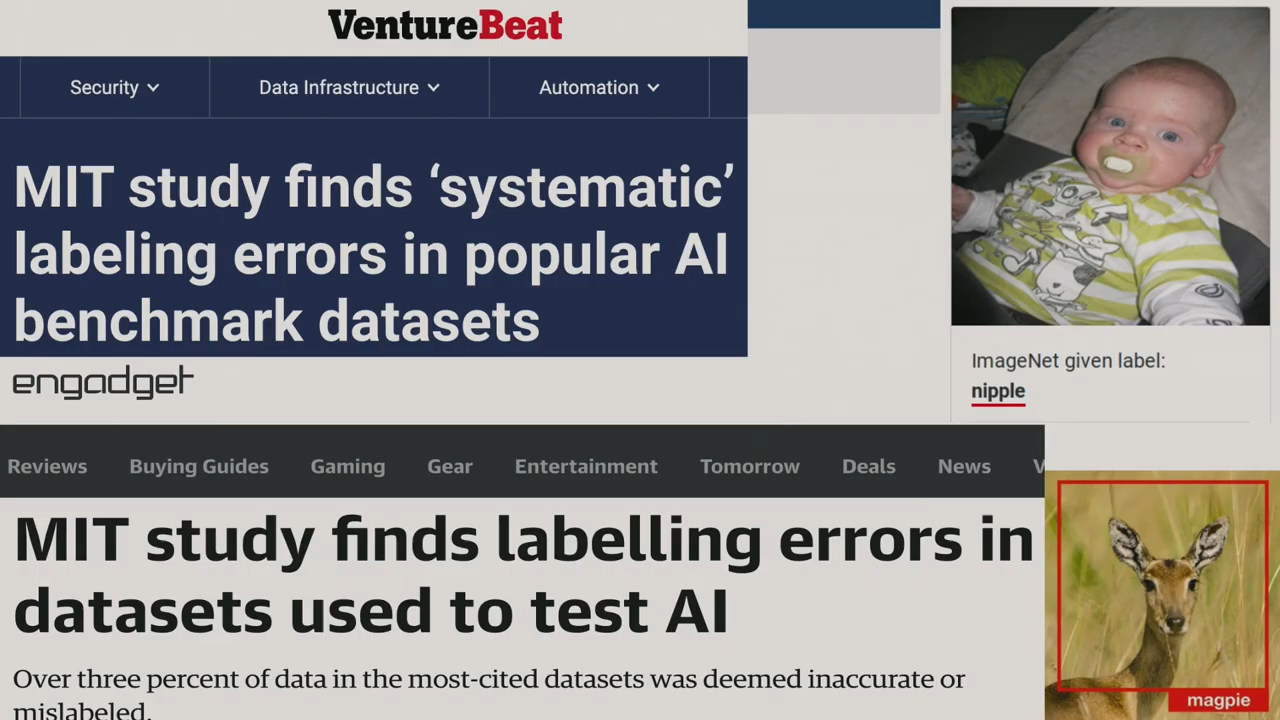 VentureBeat
Security
Data Infrastructure
Automation
MIT study finds ‘systematic’
labeling errors in popular AI
benchmark datasets
ImageNet given label:
nipple
engadget
Reviews
Buying Guides
Gaming
Gear
Entertainment
Tomorrow
Deals
News
MIT study finds labelling errors in
datasets used to test AI
Over three percent of data in the most-cited datasets was deemed inaccurate or
mislabeled.
magpie